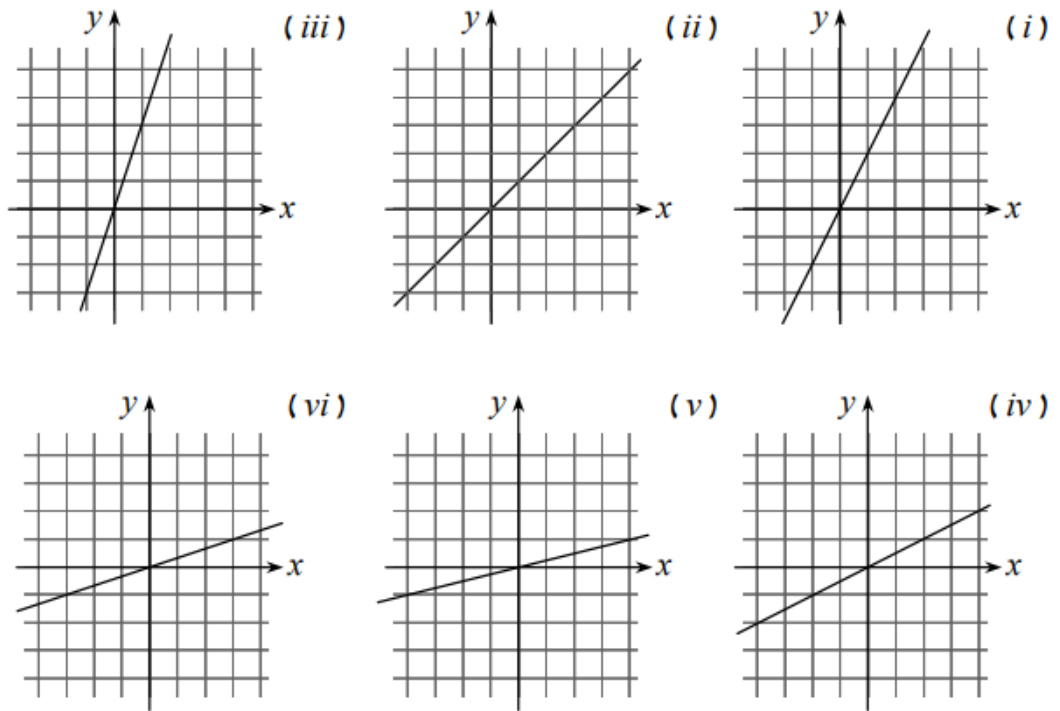 y (iii) y (ii) y (i)
x x x
y (vi) y (v) y (iv)
x x x